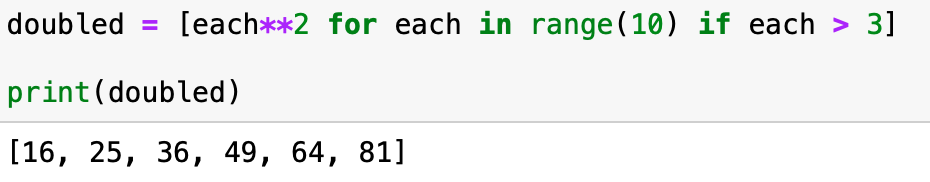 doubled = [each**2 for each in range(10) if each > 3]
print(doubled)
[16, 25, 36, 49, 64, 81]